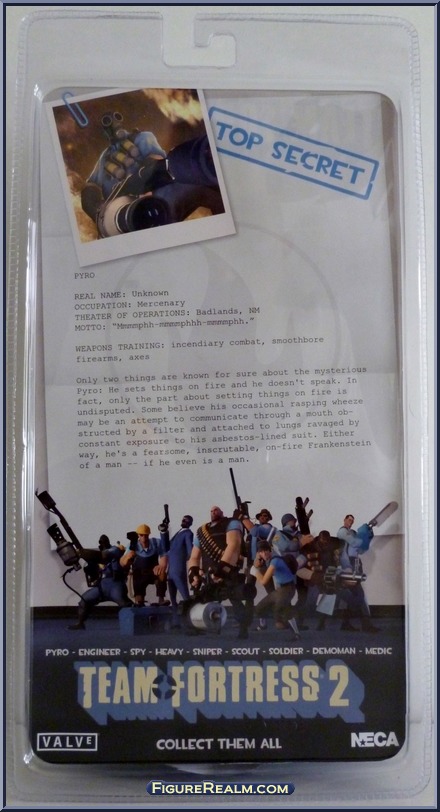 TOP SECRET
PYRO
REAL NAME: Unknown
OCCUPATION: Mercenary
THEATER OF OPERATIONS: Badlands, NM
MOTTO: "Mmmmphh-mmmmphhh-mmmmphh."
WEAPONS TRAINING: incendiary combat, smoothbore
firearms, axes
Only two things are known for sure about the mysterious
Pyro: He sets things on fire and he doesn't speak. In
fact, only the part about setting things on fire is
undisputed. Some believe his occasional rasping wheeze
may be an attempt to communicate through a mouth ob-
structed by a filter and attached to lungs ravaged by
constant exposure to his asbestos-lined suit. Either
way, he's a fearsome, inscrutable, on-fire Frankenstein
of a man -- if he even is a man.
PYRO - ENGINEER - SPY - HEAVY - SNIPER - SCOUT - SOLDIER - DEMOMAN - MEDIC
TEAM FORTRESS 2
VALVE
COLLECT THEM ALL
NECA
FIGUREREALM.COM